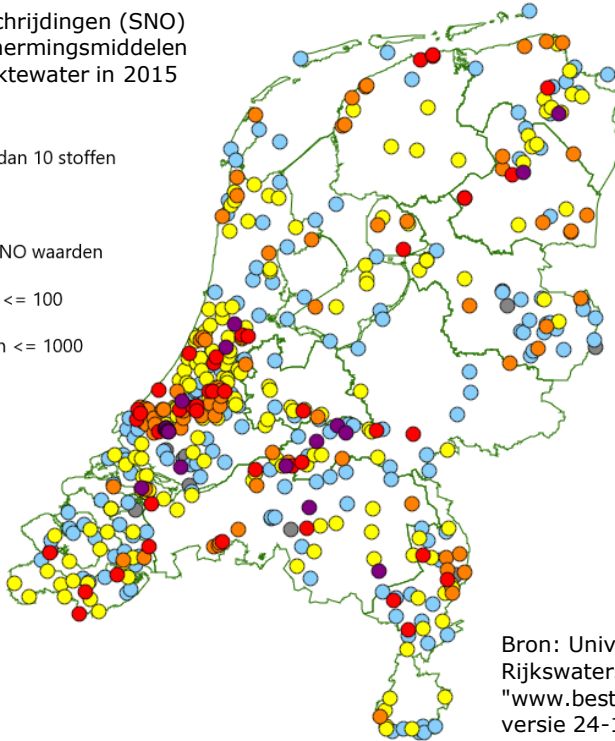 chrijdingen (SNO)
hermingsmiddelen
ktewater in 2015
dan 10 stoffen
NO waarden
<= 100
n <= 1000
Bron: Univ
Rijkswater
"www.best
versie 24-